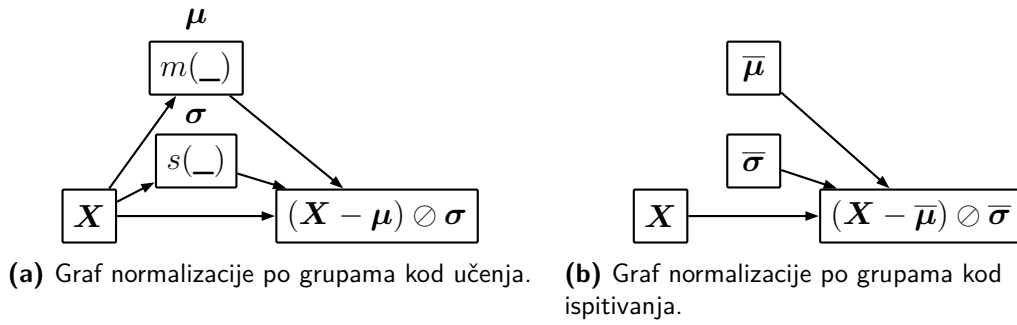 μ
m(_)
σ
s(_)
X
(X − μ) ⊘ σ
(a) Graf normalizacije po grupama kod učenja.
μ̅
σ̅
X
(X − μ̅) ⊘ σ̅
(b) Graf normalizacije po grupama kod
ispitivanja.